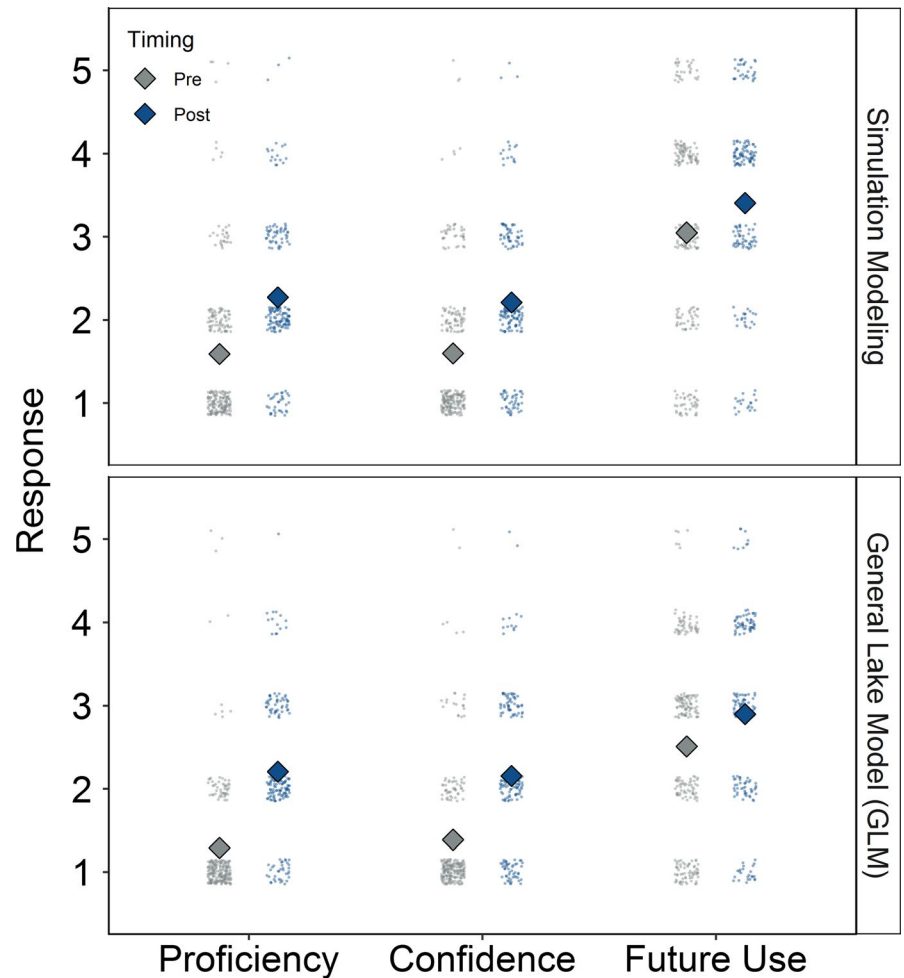 Timing
Pre
Post
5
4
3
2
1
Simulation Modeling
Response
5
4
3
2
1
General Lake Model (GLM)
Proficiency
Confidence
Future Use